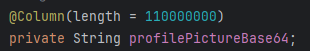 @Column(length = 110000000)
private String profilePictureBase64;